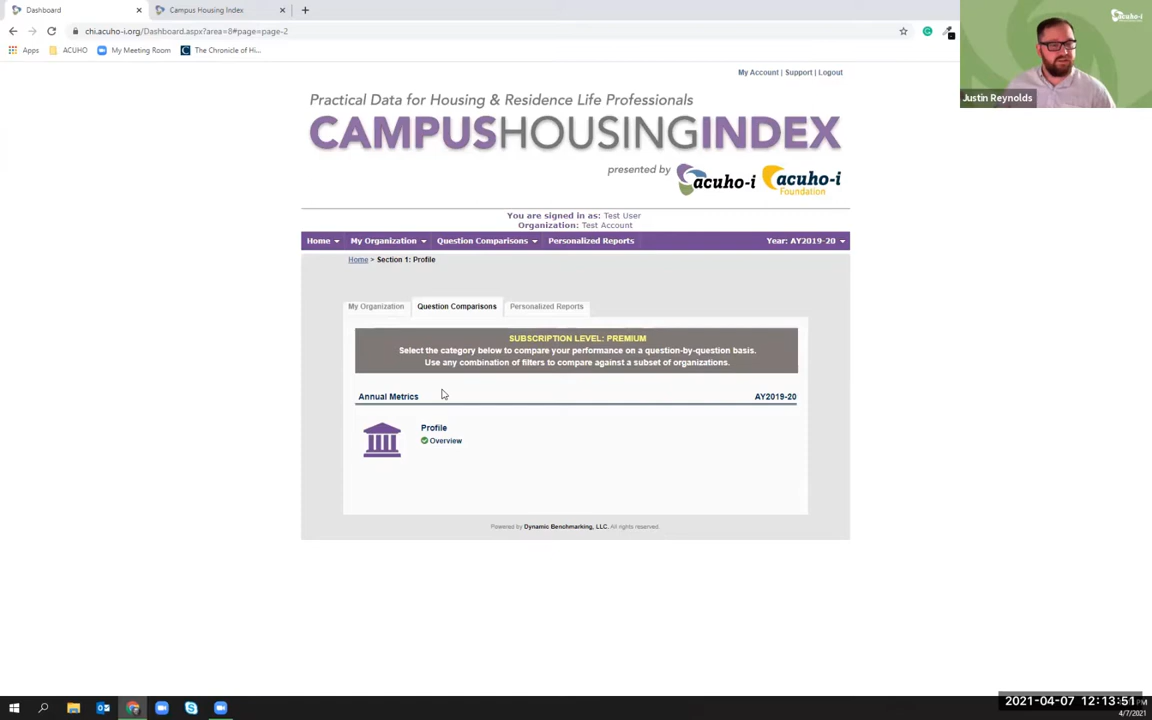 Dashboard
Campus Housing Index
chi.acuho-i.org/Dashboard.aspx?area=8#page=page-2
Apps
ACUHO
My Meeting Room
The Chronicle of Hi...
acuho-i
Justin Reynolds
My Account | Support | Logout
Practical Data for Housing & Residence Life Professionals
CAMPUSHOUSINGINDEX
presented by acuho-i acuho-i
Foundation
You are signed in as: Test User
Organization: Test Account
Home My Organization Question Comparisons Personalized Reports Year: AY2019-20
Home > Section 1: Profile
My Organization Question Comparisons Personalized Reports
SUBSCRIPTION LEVEL: PREMIUM
Select the category below to compare your performance on a question-by-question basis.
Use any combination of filters to compare against a subset of organizations.
Annual Metrics AY2019-20
Profile
Overview
Powered by Dynamic Benchmarking, LLC. All rights reserved.
2021-04-07 12:13:51
4/7/2021